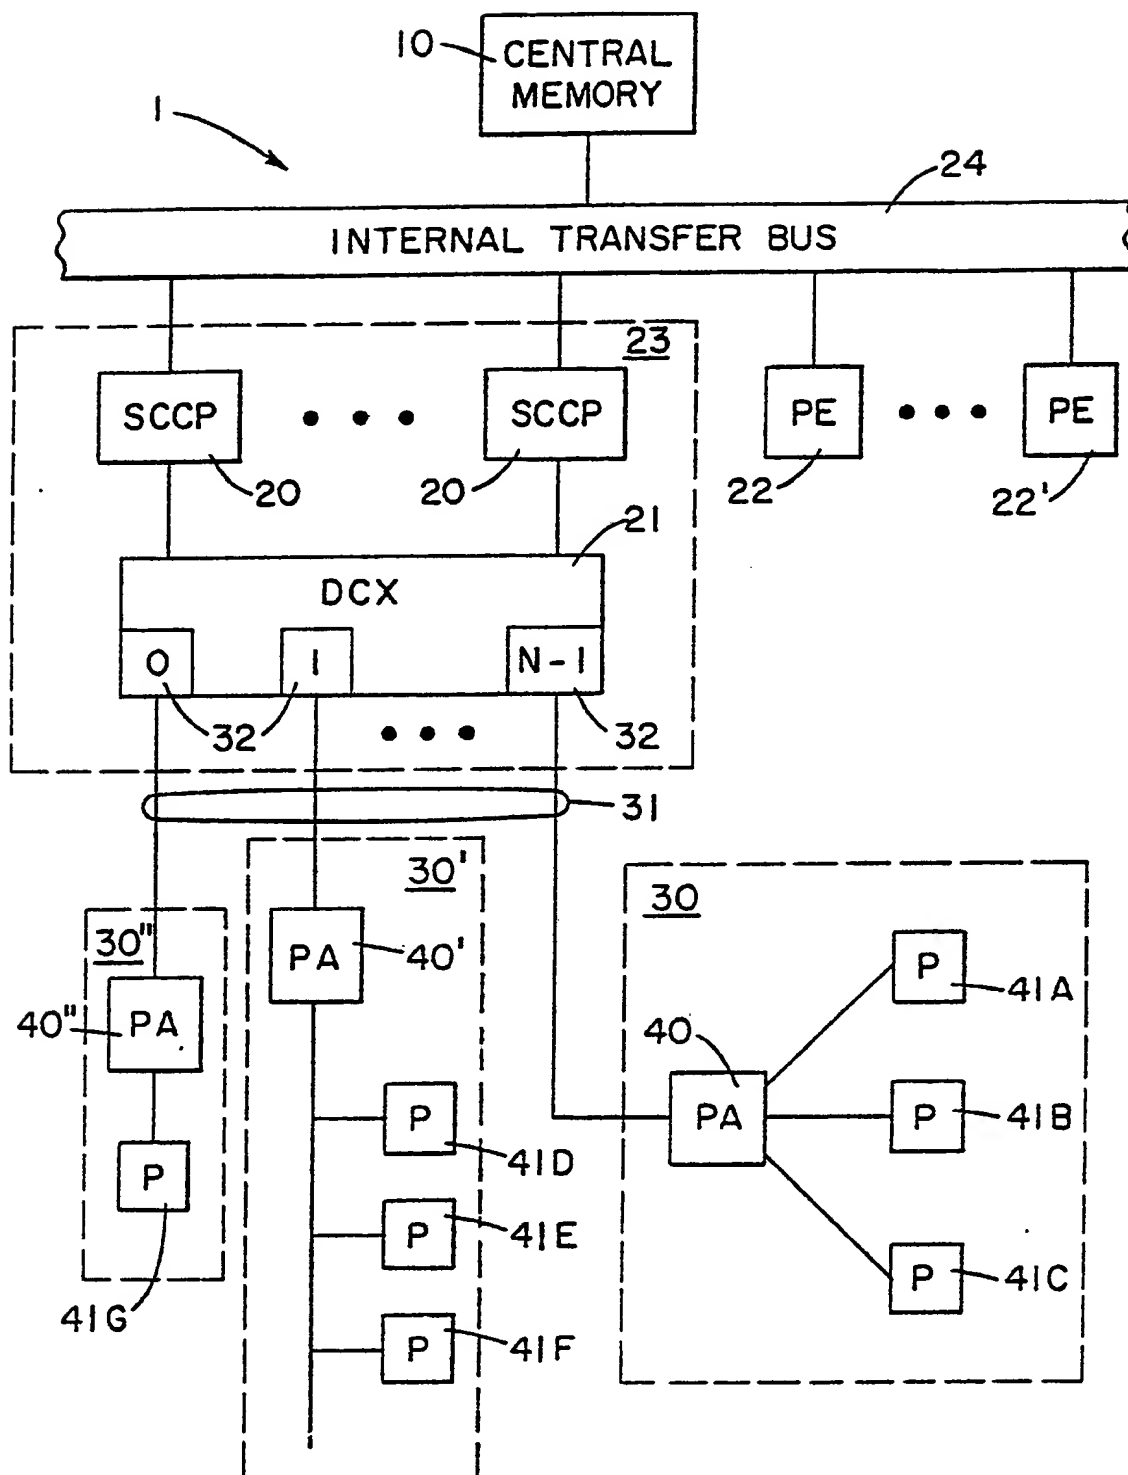 10
CENTRAL
MEMORY
1
24
INTERNAL TRANSFER BUS
23
SCCP
SCCP
PE
PE
20
20
22
22'
21
DCX
0
1
N-1
32
32
31
30'
30
30"
PA
40'
P
41A
40"
PA
40
PA
P
41B
P
41D
P
41G
P
41E
P
41C
P
41F